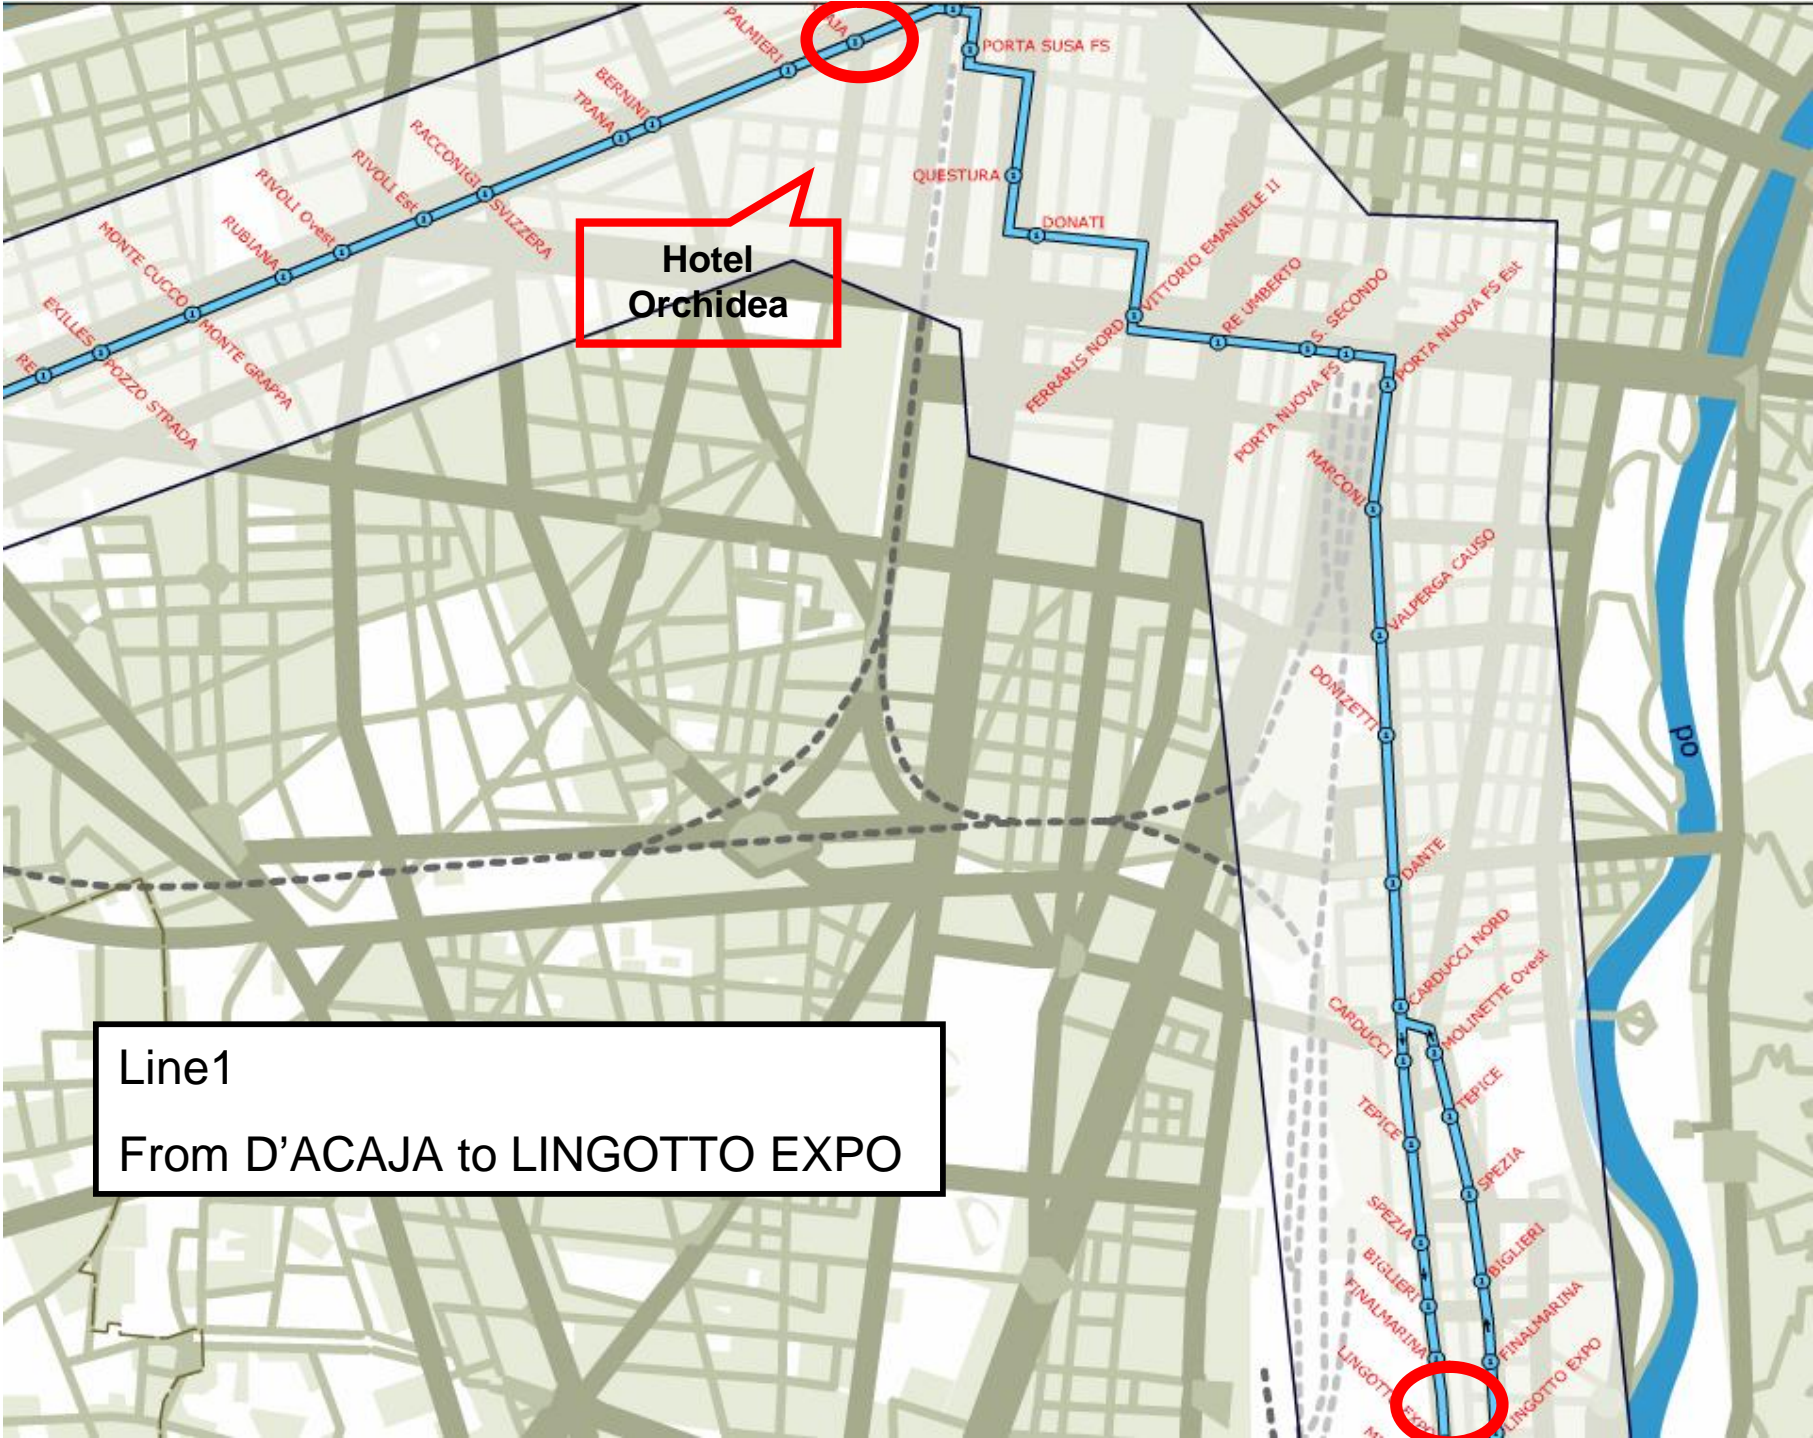 PALMIERI
PORTA SUSA FS
BERNINI
TRANA
RACCONIGI
SVIZZERA
RIVOLI Est
RIVOLI Ovest
RUBIANA
MONTE CUCCO
MONTE GRAPPA
EXILLES
POZZO STRADA
QUESTURA
DONATI
Hotel
Orchidea
VITTORIO EMANUELE II
FERRARIS NORD
RE UMBERTO
S. SECONDO
PORTA NUOVA FS
PORTA NUOVA FS Est
MARCONI
VALPERGA CAUSO
DONIZETTI
po
DANTE
CARDUCCI NORD
MOLINETTE Ovest
CARDUCCI
Line1
From D’ACAJA to LINGOTTO EXPO
TEPICE
TEPICE
SPEZIA
SPEZIA
BIGLIERI
BIGLIERI
FINALMARINA
FINALMARINA
LINGOTTO EXPO